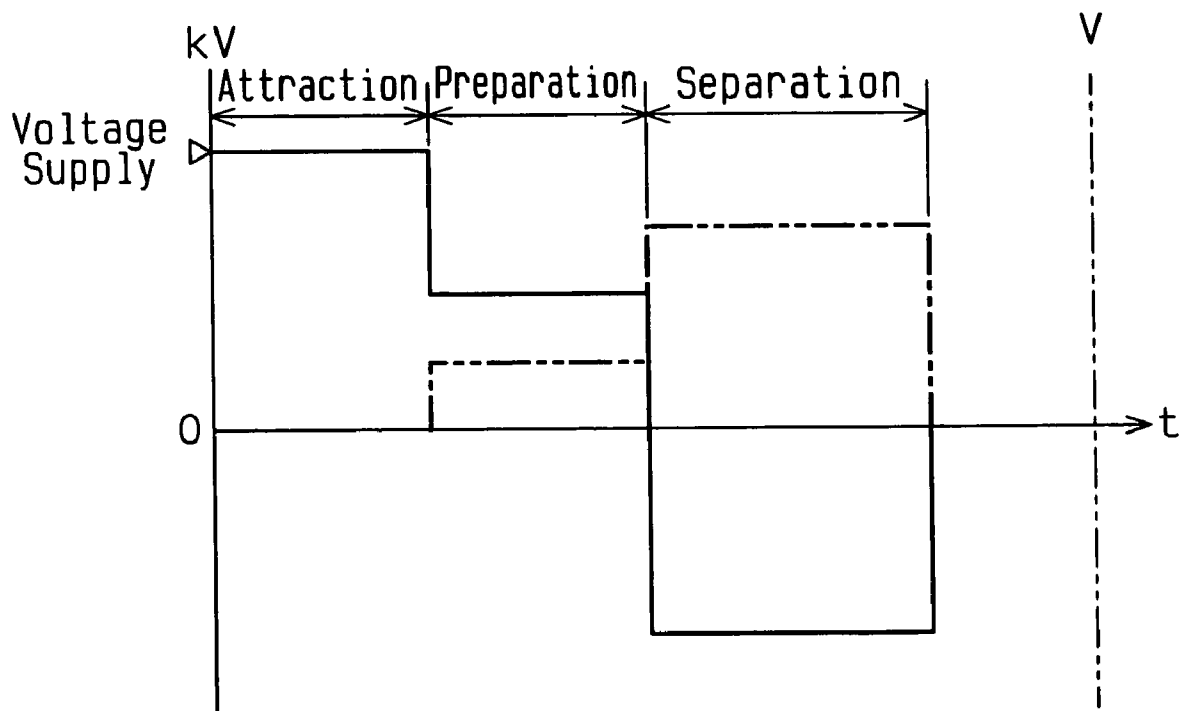 kV
V
Attraction
Preparation
Separation
Voltage
Supply
0
t